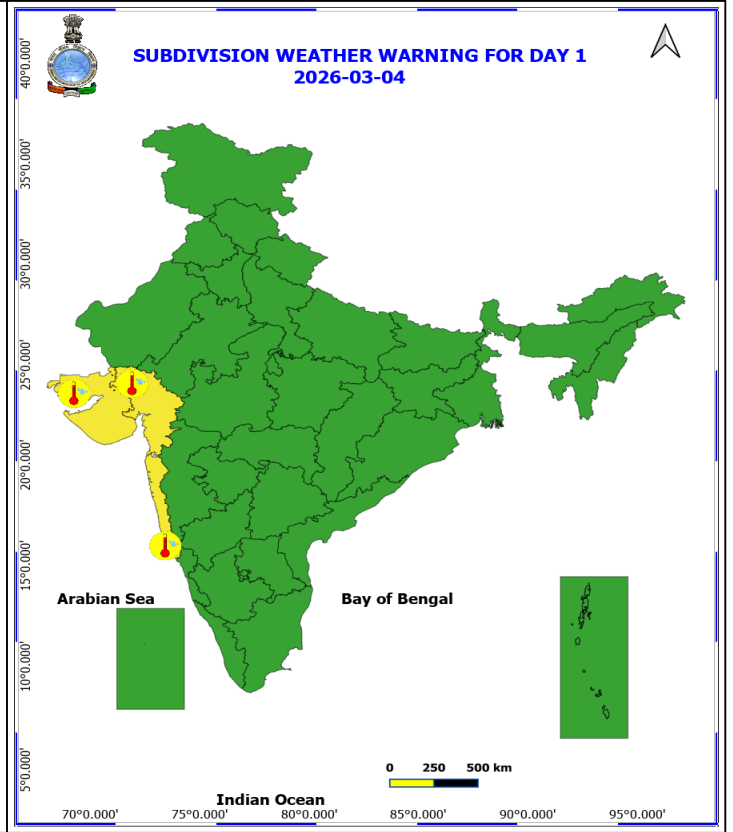 SUBDIVISION WEATHER WARNING FOR DAY 1
2026-03-04
40°0.000'
35°0.000'
30°0.000'
25°0.000'
20°0.000'
15°0.000'
10°0.000'
5°0.000'
Arabian Sea
Bay of Bengal
0 250 500 km
Indian Ocean
70°0.000' 75°0.000' 80°0.000' 85°0.000' 90°0.000' 95°0.000'